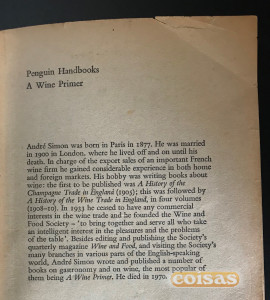 Penguin Handbooks
A Wine Primer
André Simon was born in Paris in 1877. He was married
in 1900 in London, where he lived off and on until his
death. In charge of the export sales of an important French
wine firm he gained considerable experience in both home
and foreign markets. His hobby was writing books about
wine: the first to be published was A History of the
Champagne Trade in England (1905); this was followed by
A History of the Wine Trade in England, in four volumes
(1908–10). In 1933 he ceased to have any commercial
interests in the wine trade and he founded the Wine and
Food Society – 'to bring together and serve all who take
an intelligent interest in the pleasures and the problems
of the table'. Besides editing and publishing the Society's
quarterly magazine Wine and Food, and visiting the Society's
many branches in various parts of the English-speaking
world, André Simon wrote and published a number of
books on gastronomy and on wine, the most popular of
them being A Wine Primer. He died in 1970.
coisas